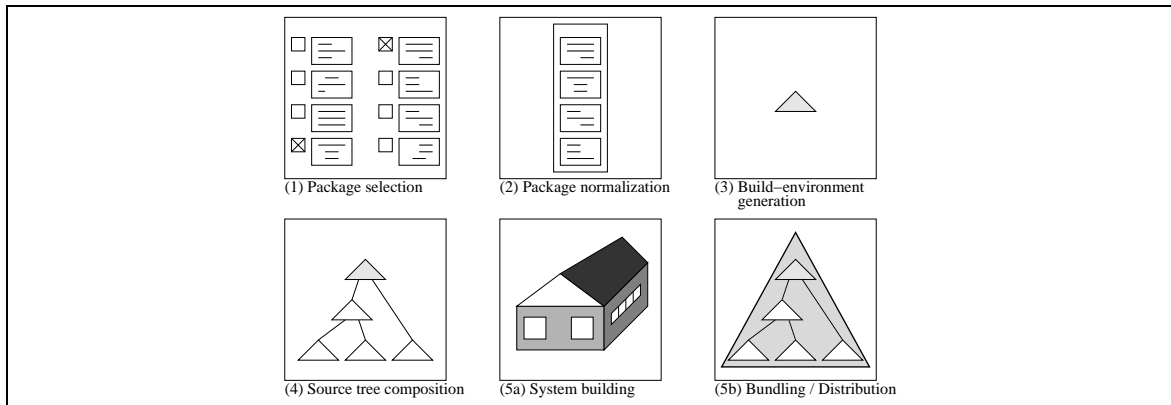 (1) Package selection
(2) Package normalization
(3) Build−environment
generation
(4) Source tree composition
(5a) System building
(5b) Bundling / Distribution